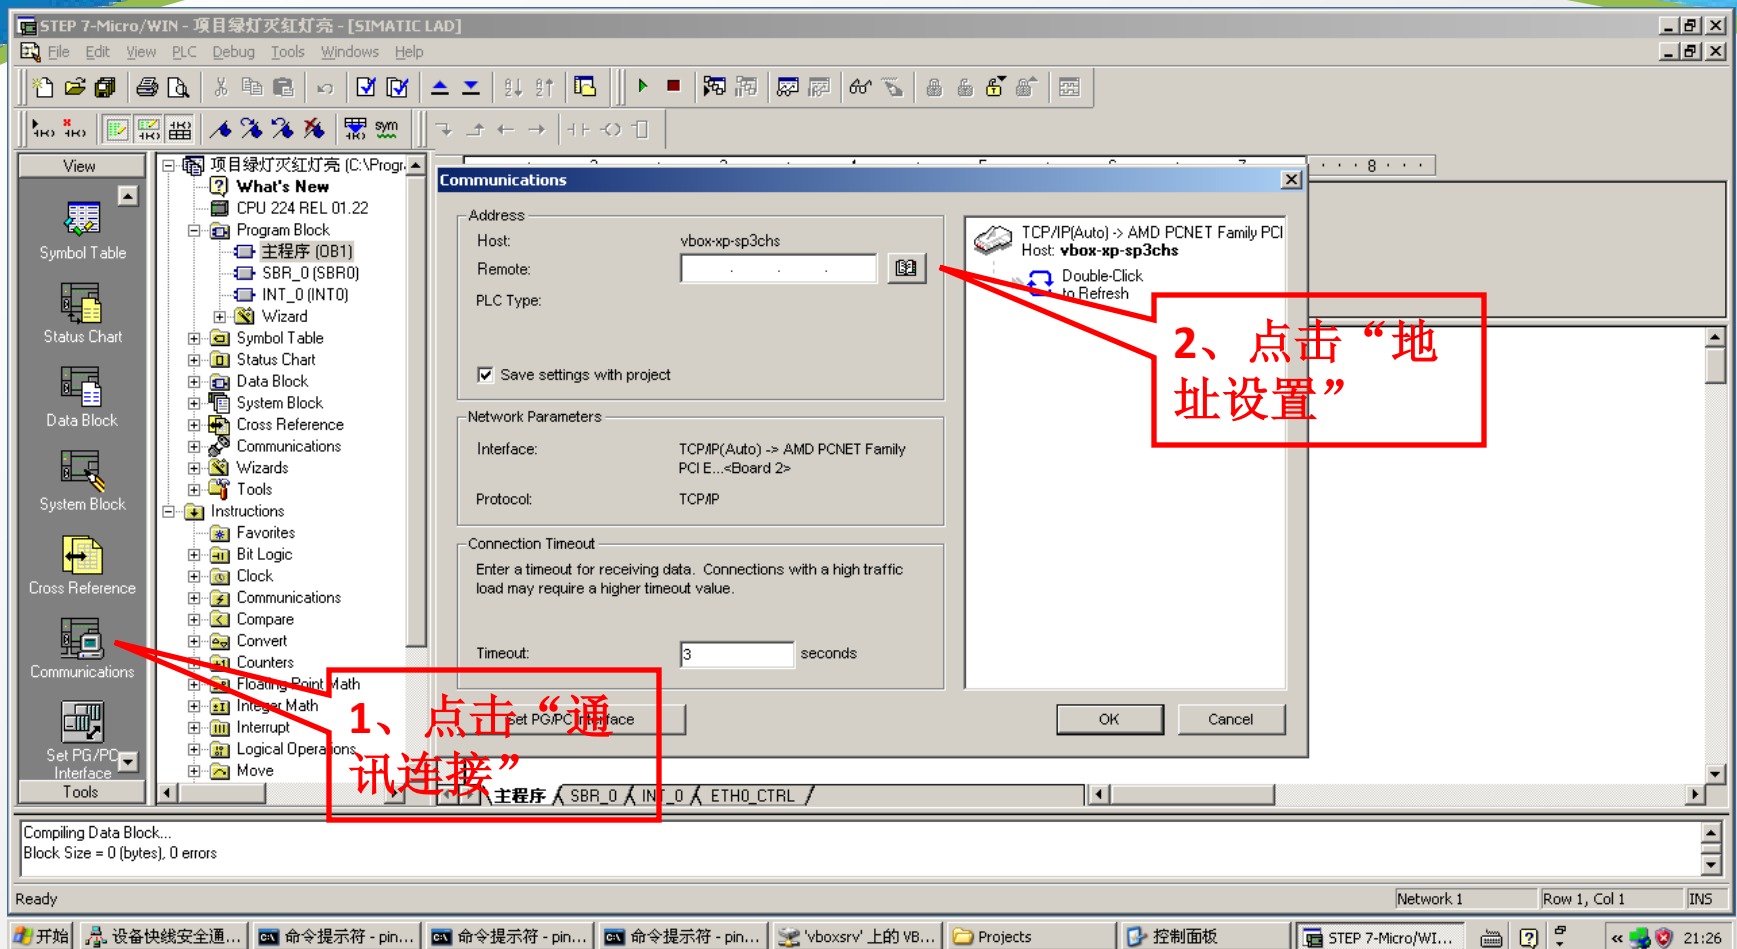 STEP 7-Micro/WIN - 项目绿灯灭红灯亮 - [SIMATIC LAD]
File Edit View PLC Debug Tools Windows Help
sym
View
Symbol Table
Status Chart
Data Block
System Block
Cross Reference
Communications
Set PG/PC
Interface
Tools
项目绿灯灭红灯亮 (C:\Progr
What's New
CPU 224 REL 01.22
Program Block
主程序 (OB1)
SBR_0 (SBR0)
INT_0 (INT0)
Wizard
Symbol Table
Status Chart
Data Block
System Block
Cross Reference
Communications
Wizards
Tools
Instructions
Favorites
Bit Logic
Clock
Communications
Compare
Convert
Counters
Floating-Point Math
Integer Math
Interrupt
Logical Operations
Move
8
Communications
Address
Host: vbox-xp-sp3chs
Remote:
PLC Type:
Save settings with project
Network Parameters
Interface: TCP/IP(Auto) -> AMD PCNET Family
PCI E...<Board 2>
Protocol: TCP/IP
Connection Timeout
Enter a timeout for receiving data. Connections with a high traffic
load may require a higher timeout value.
Timeout: 3 seconds
Set PG/PC Interface
OK Cancel
TCP/IP(Auto) -> AMD PCNET Family PCI
Host: vbox-xp-sp3chs
Double-Click
to Refresh
2、点击“地
址设置”
1、点击“通
讯连接”
主程序 SBR_0 INT_0 ETH0_CTRL
Compiling Data Block...
Block Size = 0 (bytes), 0 errors
Ready
Network 1 Row 1, Col 1 INS
开始 设备快线安全通... 命令提示符 - pin... 命令提示符 - pin... 命令提示符 - pin... 'vboxsrv' 上的 VB... Projects 控制面板 STEP 7-Micro/WI... « 21:26